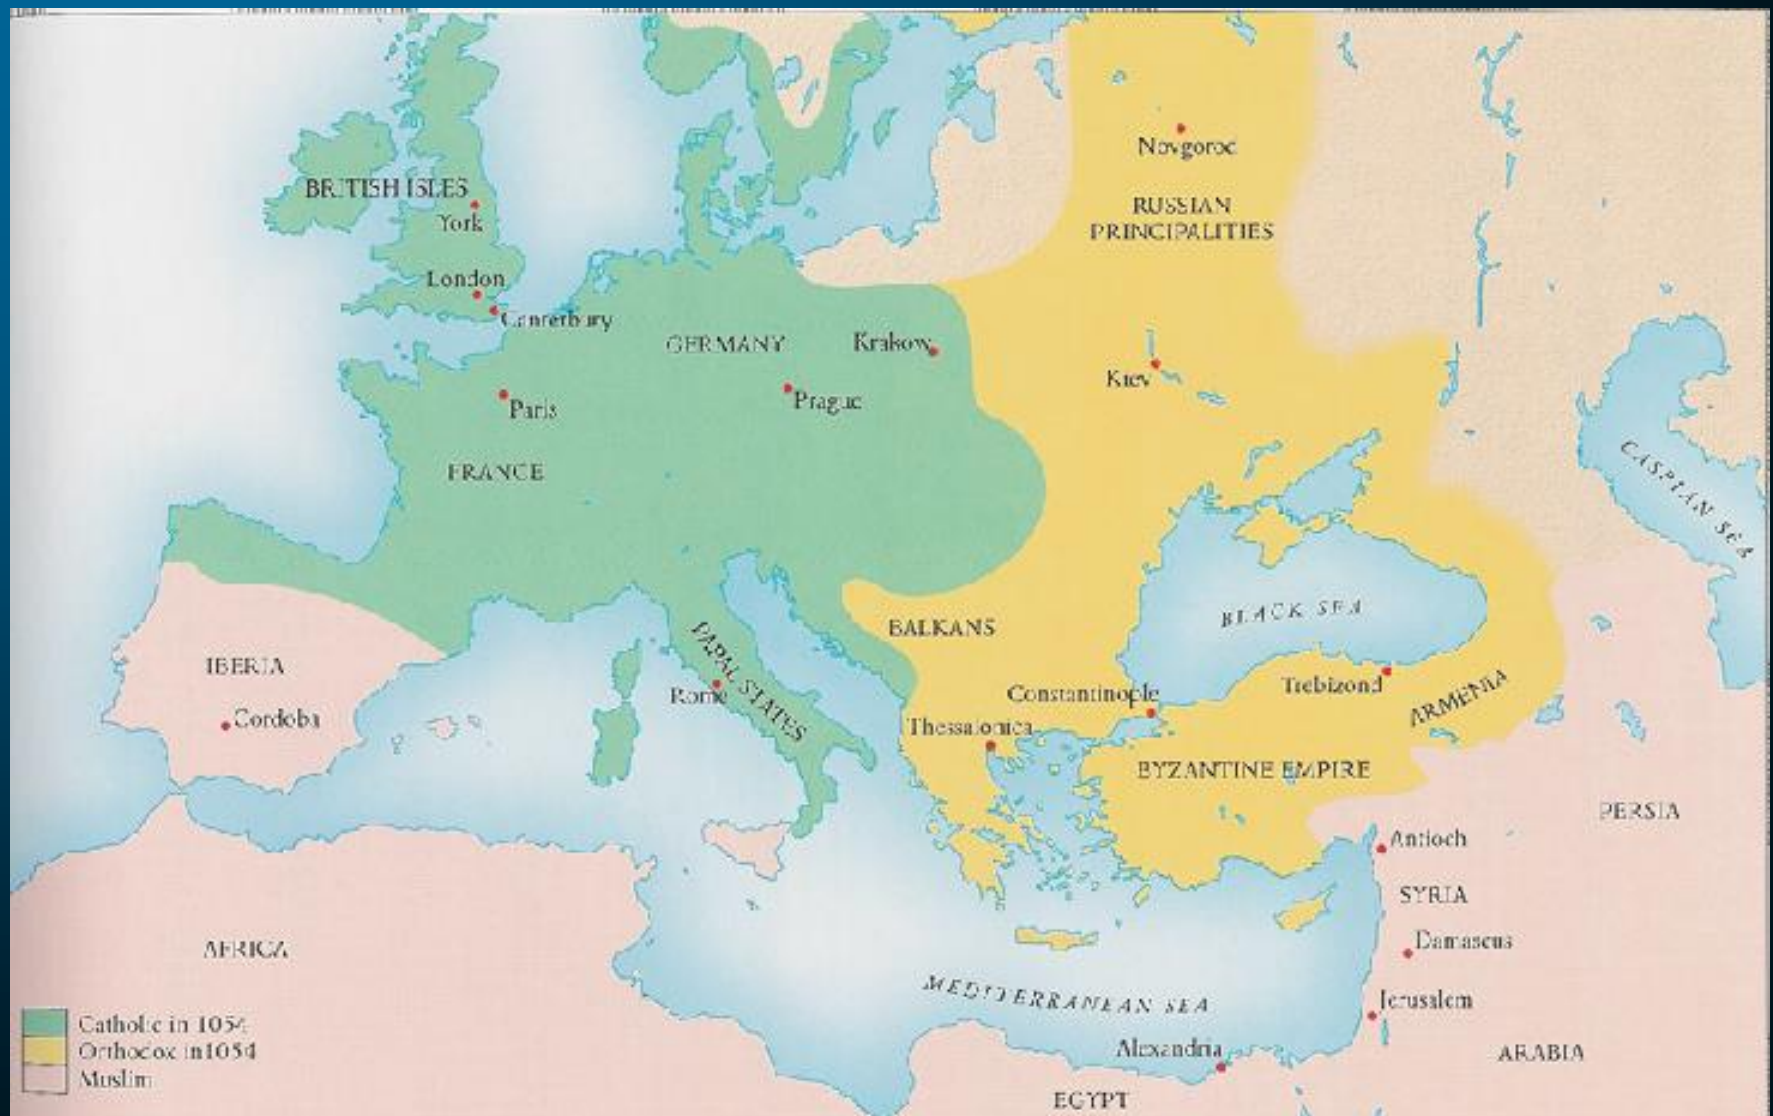 Novgorod
BRITISH ISLES
York
RUSSIAN
PRINCIPALITIES
London
Canterbury
GERMANY
Krakow
Kiev
Paris
Prague
FRANCE
CASPIAN SEA
BLACK SEA
BALKANS
PAPAL STATES
IBERIA
Rome
Constantinople
Trebizond
ARMENIA
Cordoba
Thessalonica
BYZANTINE EMPIRE
PERSIA
Antioch
SYRIA
AFRICA
Damascus
MEDITERRANEAN SEA
Jerusalem
Catholic in 1054
Orthodox in1054
Muslim
Alexandria
ARABIA
EGYPT